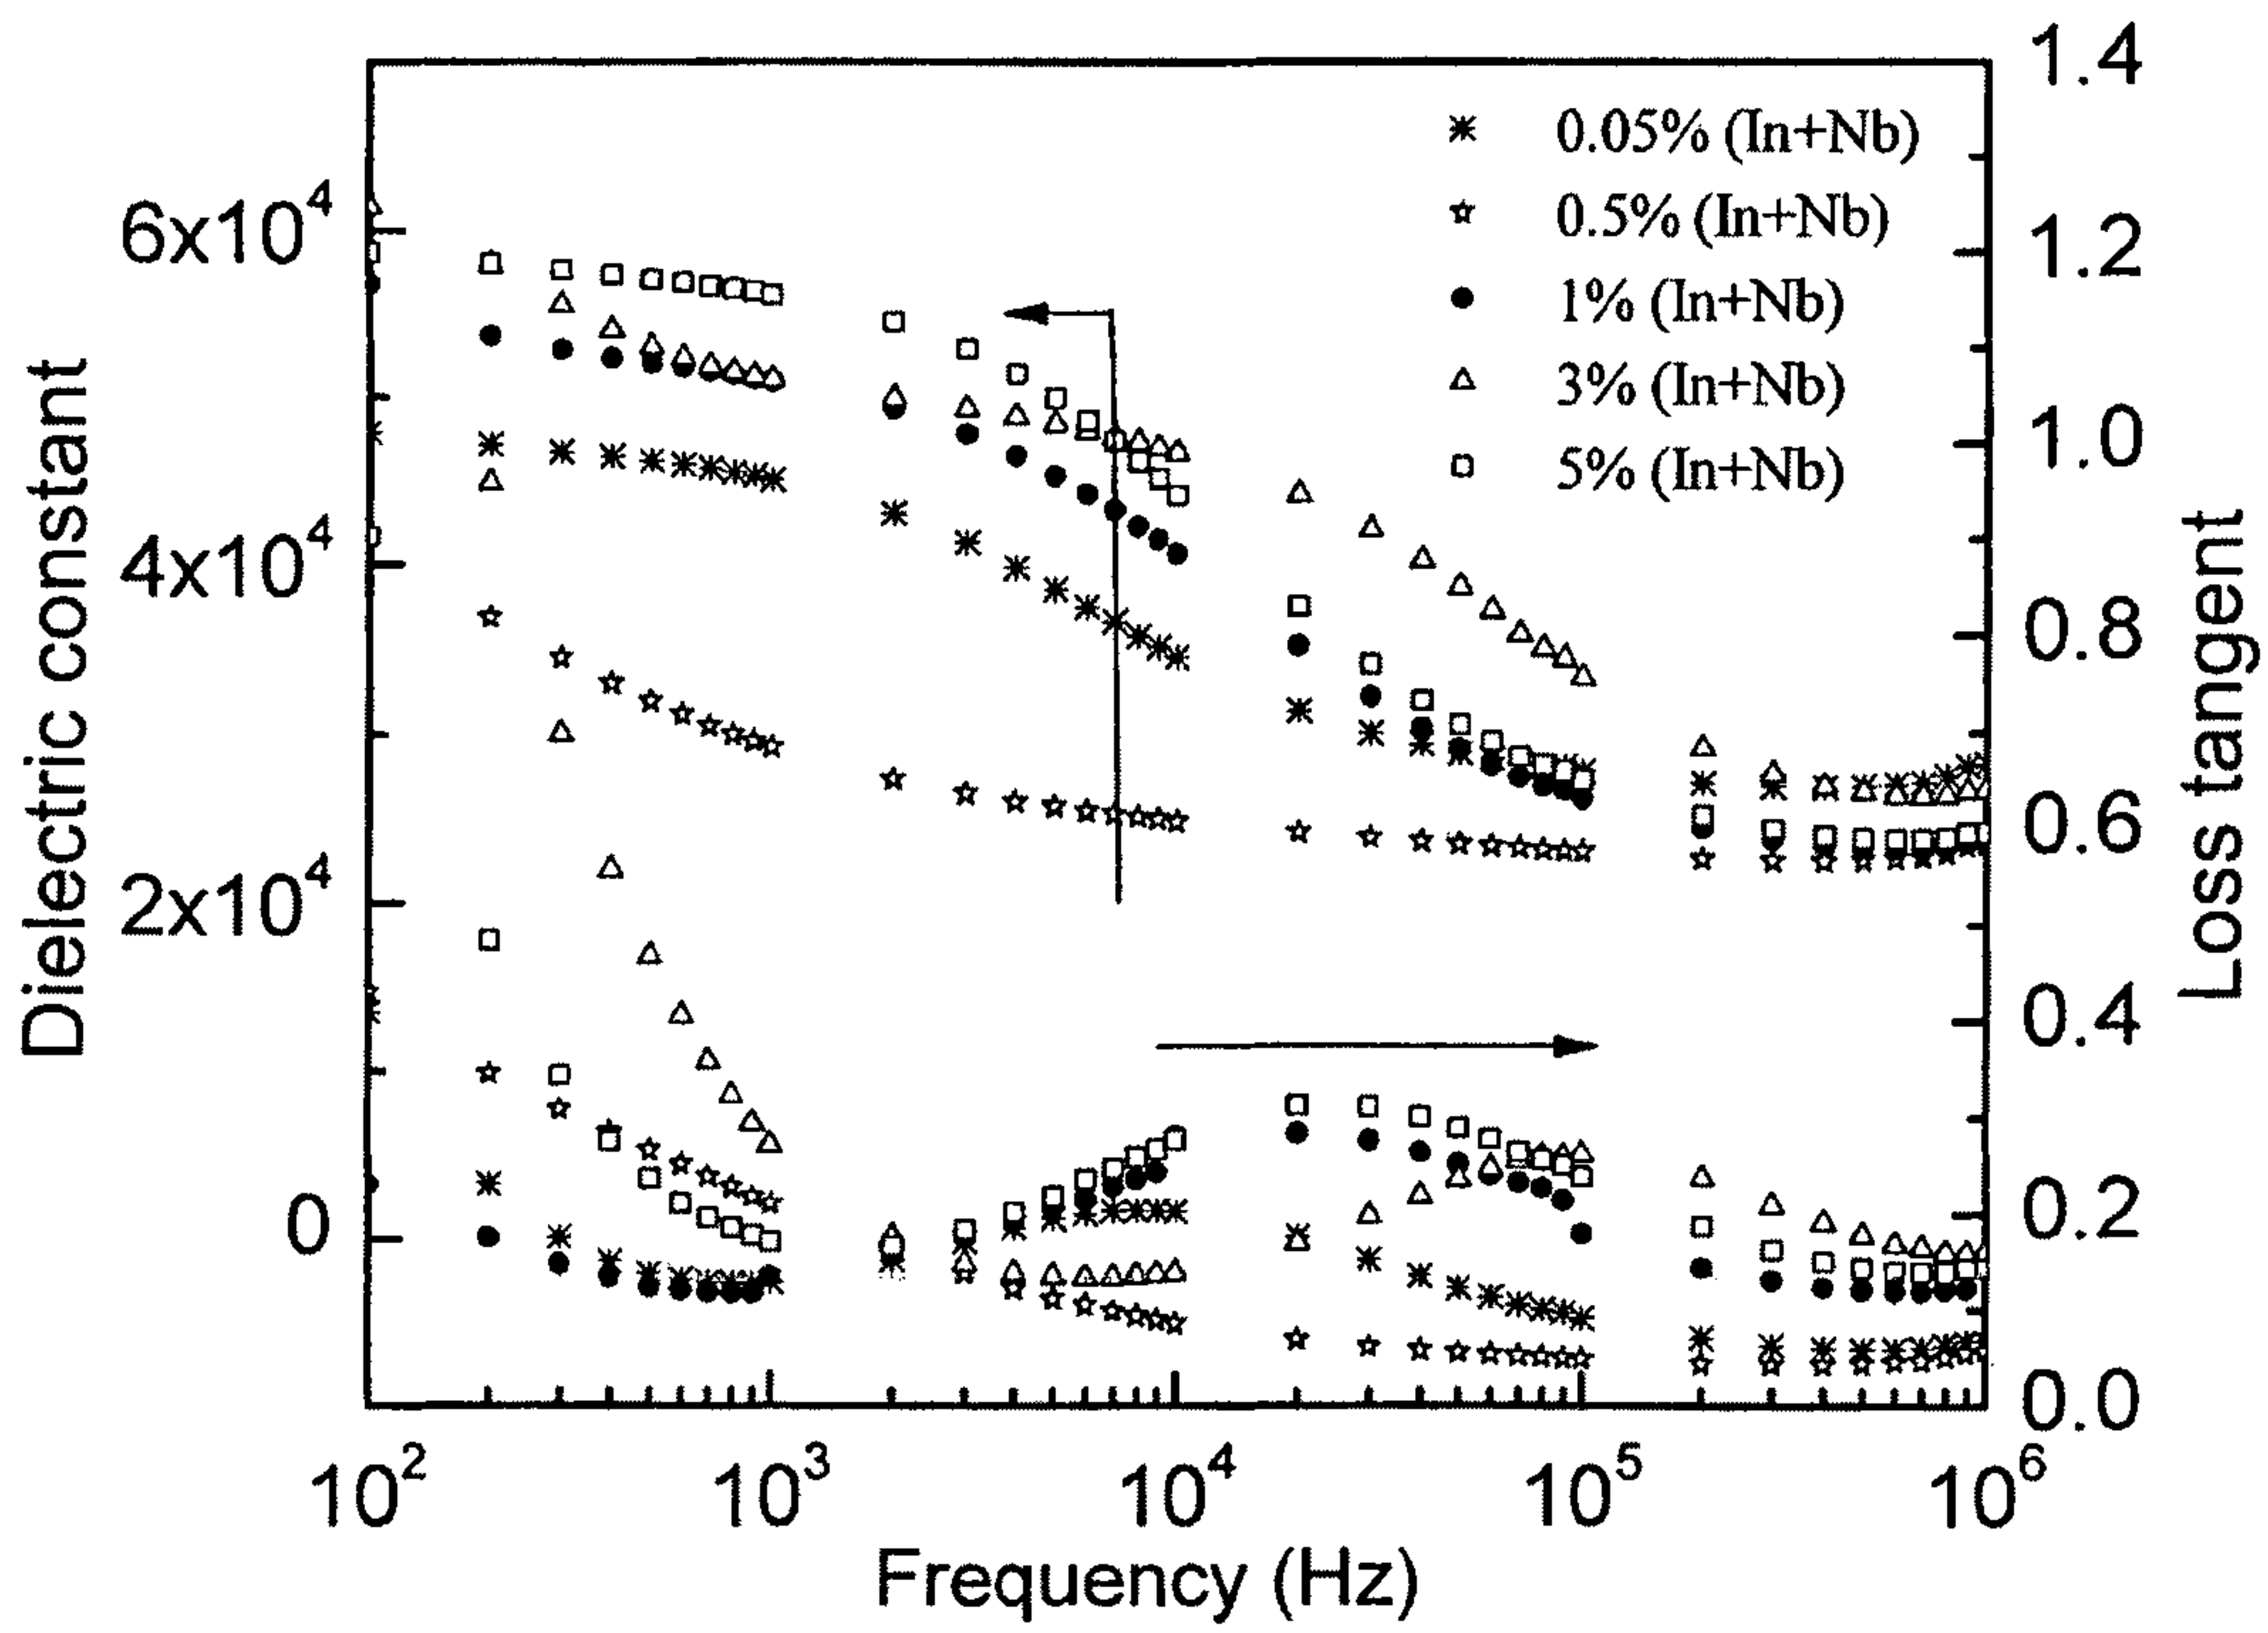 1.4
0.05% (In+Nb)
6x10⁴
0.5% (In+Nb)
1.2
1% (In+Nb)
3% (In+Nb)
1.0
5% (In+Nb)
4x10⁴
0.8
0.6
2x10⁴
0.4
0
0.2
0.0
Dielectric constant
Loss tangent
10² 10³ 10⁴ 10⁵ 10⁶
Frequency (Hz)